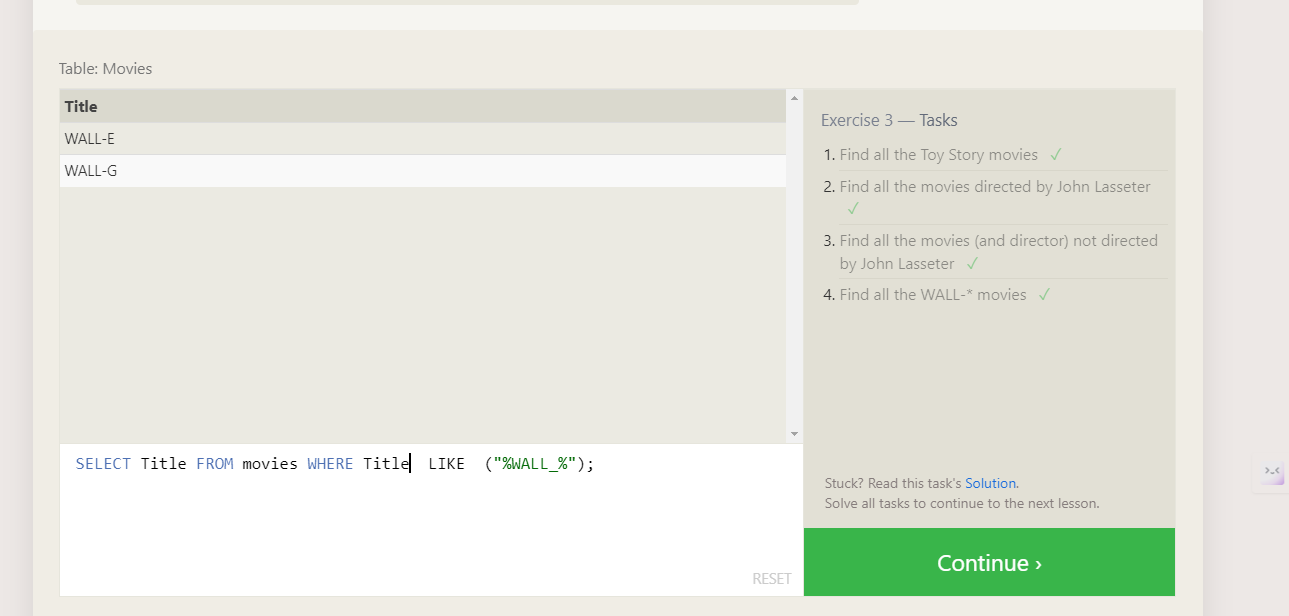 Table: Movies
Title
WALL-E
WALL-G
SELECT Title FROM movies WHERE Title  LIKE  ("%WALL_%");
RESET
Exercise 3 — Tasks
1. Find all the Toy Story movies ✓
2. Find all the movies directed by John Lasseter
✓
3. Find all the movies (and director) not directed
by John Lasseter ✓
4. Find all the WALL-* movies ✓
Stuck? Read this task's Solution.
Solve all tasks to continue to the next lesson.
Continue ›